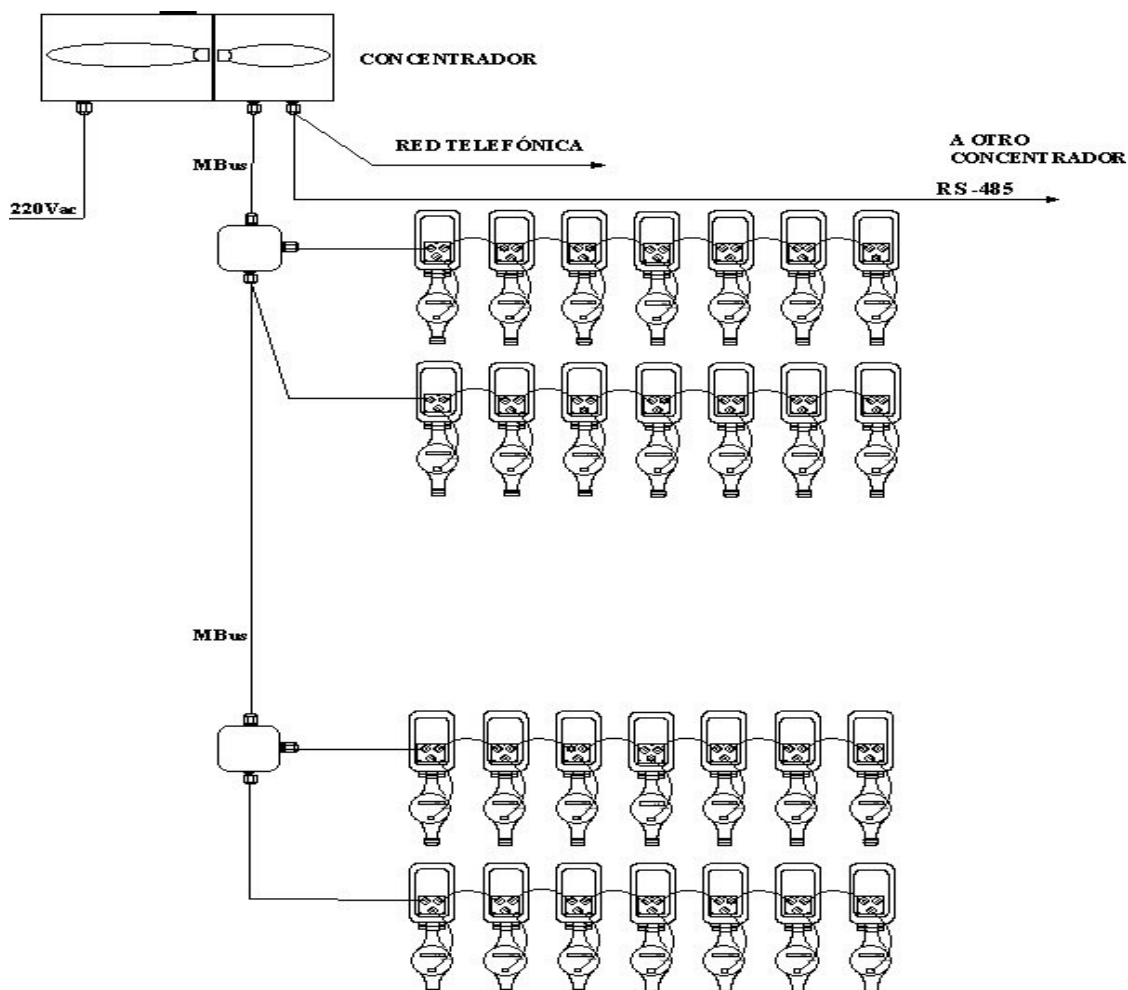 CONCENTRADOR
RED TELEFÓNICA
A OTRO
CONCENTRADOR
MBus
RS-485
220Vac
MBus